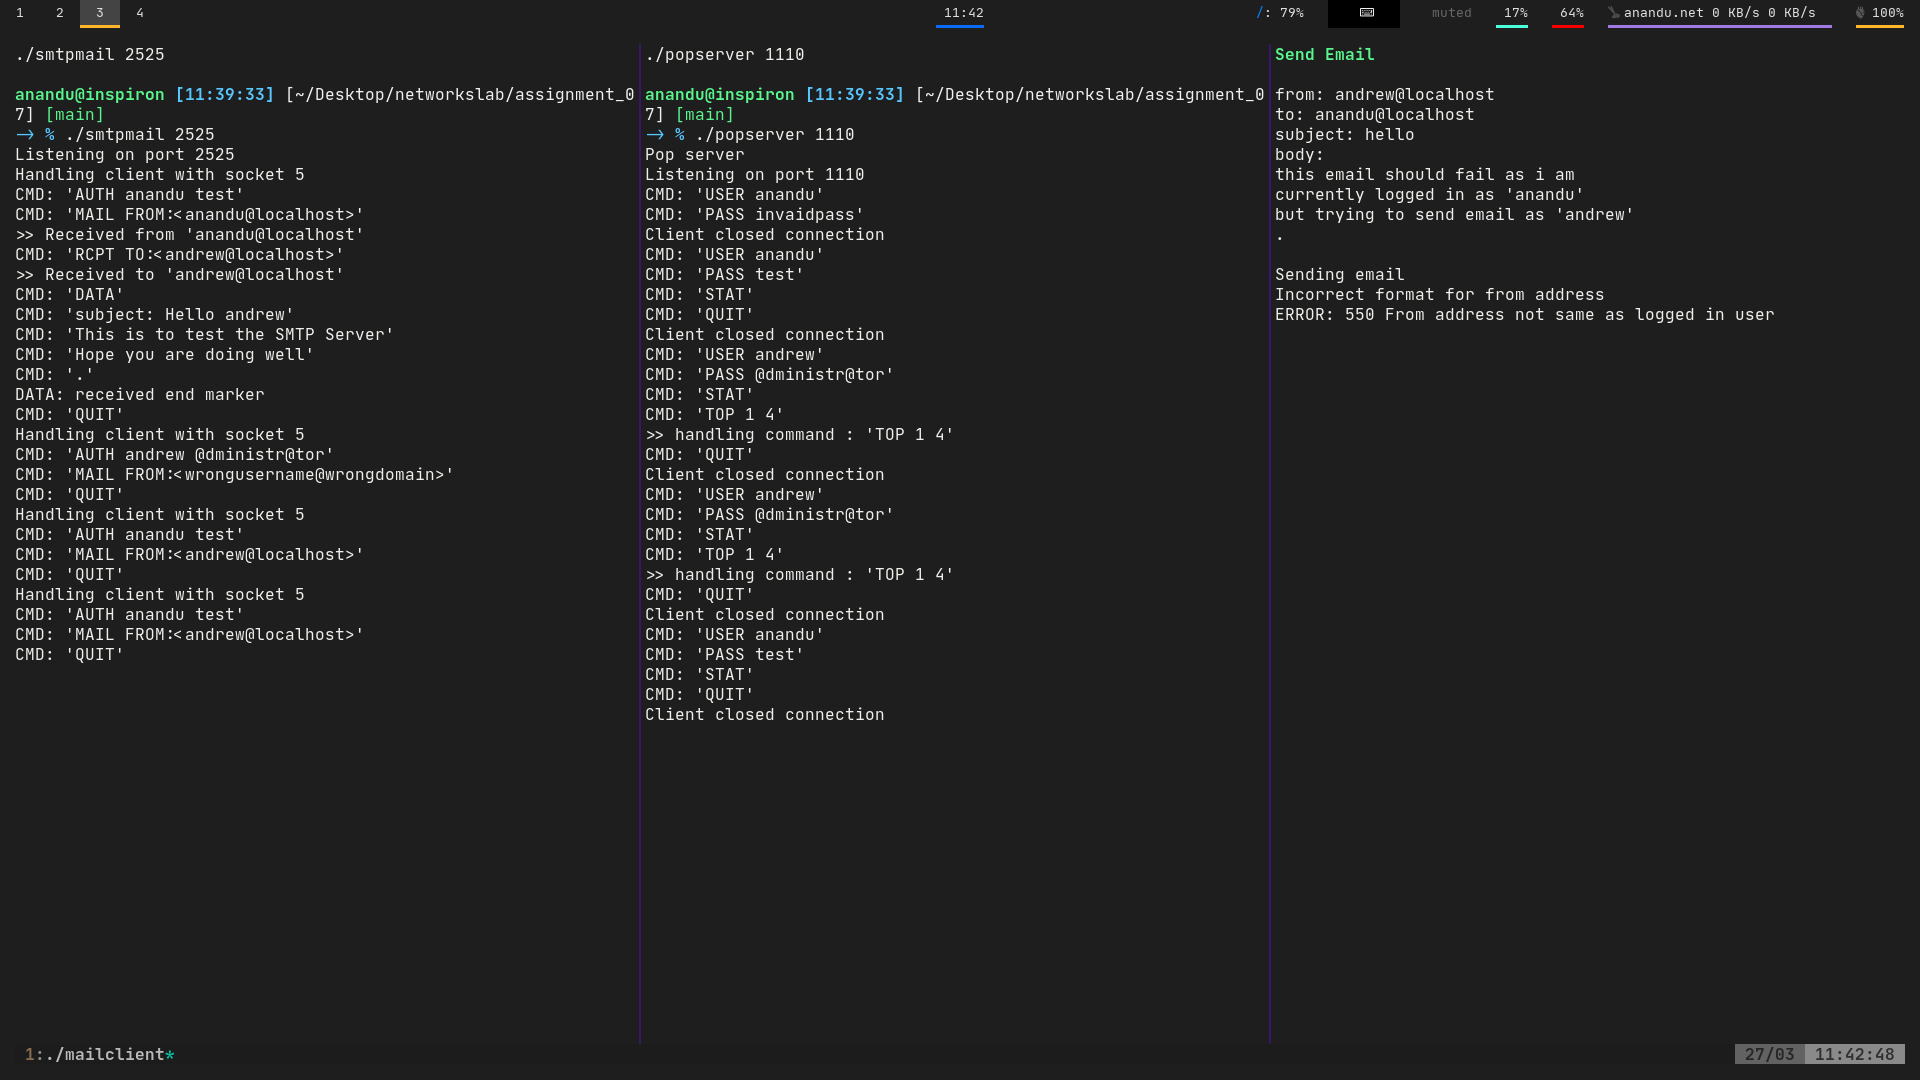 1 2 3 4 11:42 /: 79% muted 17% 64% anandu.net 0 KB/s 0 KB/s 100%
./smtpmail 2525
anandu@inspiron [11:39:33] [~/Desktop/networkslab/assignment_0
7] [main]
—> % ./smtpmail 2525
Listening on port 2525
Handling client with socket 5
CMD: 'AUTH anandu test'
CMD: 'MAIL FROM:<anandu@localhost>'
>> Received from 'anandu@localhost'
CMD: 'RCPT TO:<andrew@localhost>'
>> Received to 'andrew@localhost'
CMD: 'DATA'
CMD: 'subject: Hello andrew'
CMD: 'This is to test the SMTP Server'
CMD: 'Hope you are doing well'
CMD: '.'
DATA: received end marker
CMD: 'QUIT'
Handling client with socket 5
CMD: 'AUTH andrew @dministr@tor'
CMD: 'MAIL FROM:<wrongusername@wrongdomain>'
CMD: 'QUIT'
Handling client with socket 5
CMD: 'AUTH anandu test'
CMD: 'MAIL FROM:<andrew@localhost>'
CMD: 'QUIT'
Handling client with socket 5
CMD: 'AUTH anandu test'
CMD: 'MAIL FROM:<andrew@localhost>'
CMD: 'QUIT'
./popserver 1110
anandu@inspiron [11:39:33] [~/Desktop/networkslab/assignment_0
7] [main]
—> % ./popserver 1110
Pop server
Listening on port 1110
CMD: 'USER anandu'
CMD: 'PASS invaidpass'
Client closed connection
CMD: 'USER anandu'
CMD: 'PASS test'
CMD: 'STAT'
CMD: 'QUIT'
Client closed connection
CMD: 'USER andrew'
CMD: 'PASS @dministr@tor'
CMD: 'STAT'
CMD: 'TOP 1 4'
>> handling command : 'TOP 1 4'
CMD: 'QUIT'
Client closed connection
CMD: 'USER andrew'
CMD: 'PASS @dministr@tor'
CMD: 'STAT'
CMD: 'TOP 1 4'
>> handling command : 'TOP 1 4'
CMD: 'QUIT'
Client closed connection
CMD: 'USER anandu'
CMD: 'PASS test'
CMD: 'STAT'
CMD: 'QUIT'
Client closed connection
Send Email
from: andrew@localhost
to: anandu@localhost
subject: hello
body:
this email should fail as i am
currently logged in as 'anandu'
but trying to send email as 'andrew'
.
Sending email
Incorrect format for from address
ERROR: 550 From address not same as logged in user
1:./mailclient* 27/03 11:42:48